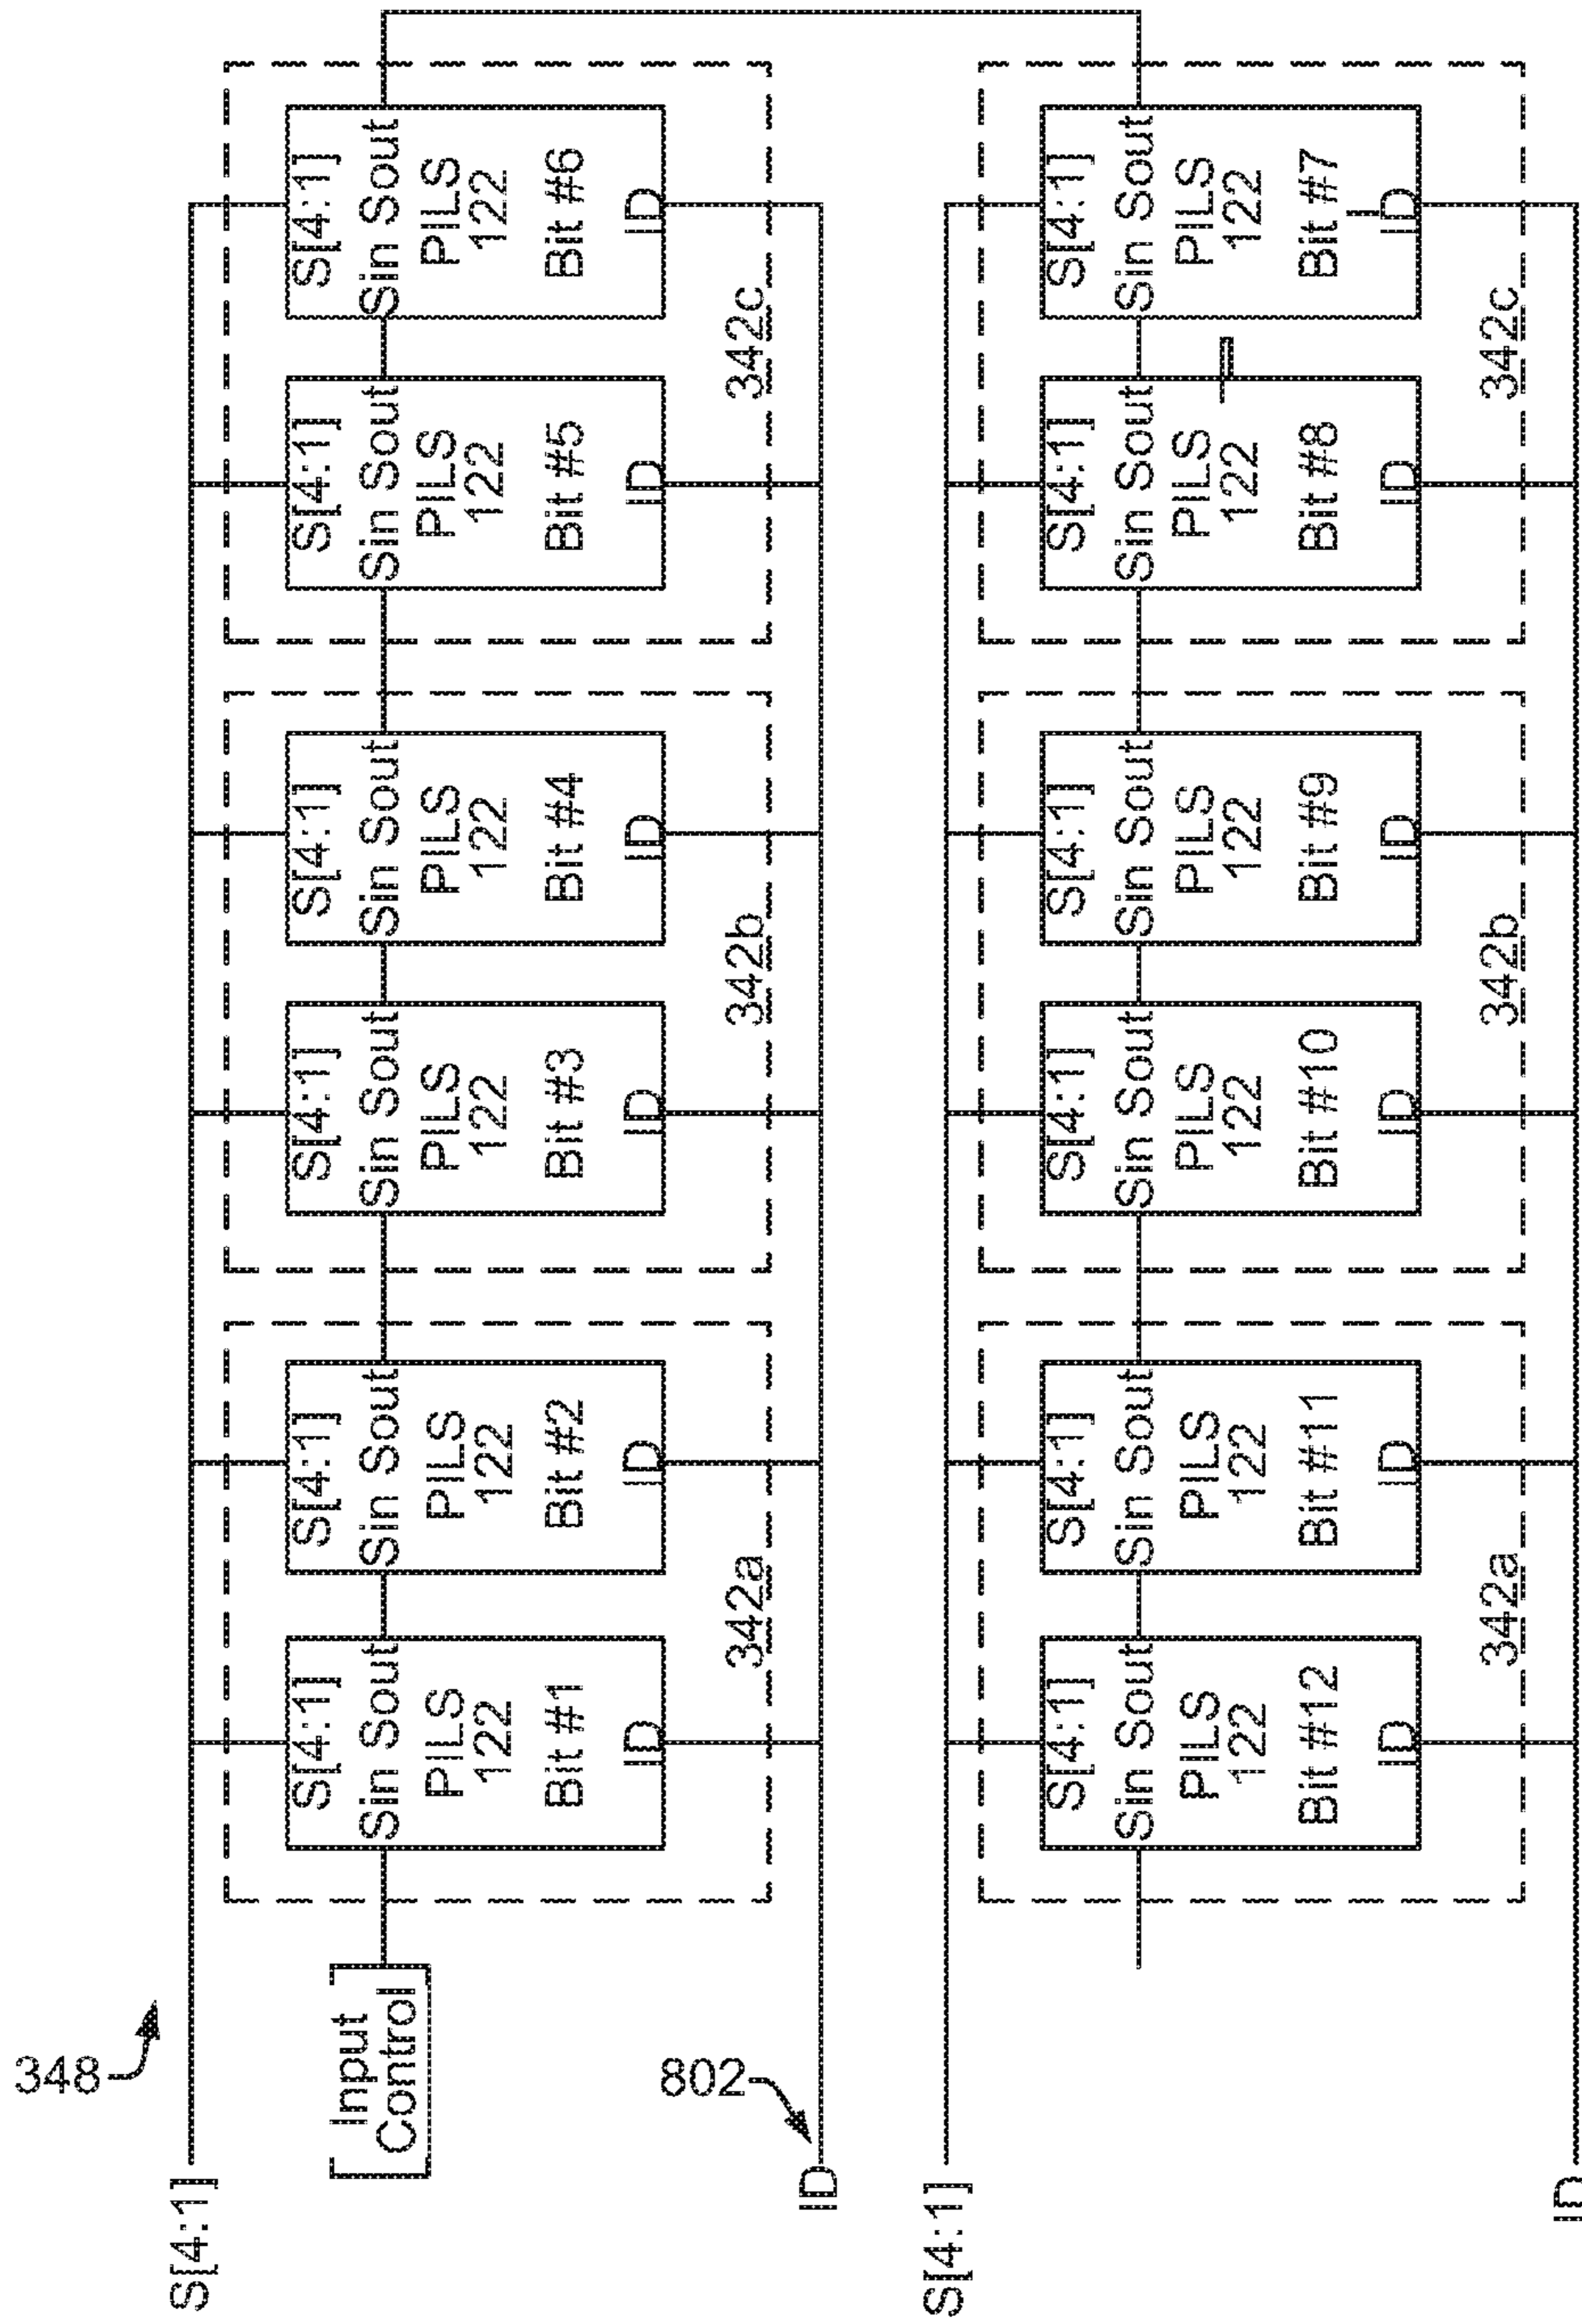 348
S[4:1]
Input
Control
S[4:1]
Sin Sout
PILS
122
Bit #1
ID
S[4:1]
Sin Sout
PILS
122
Bit #2
ID
342a
S[4:1]
Sin Sout
PILS
122
Bit #3
ID
S[4:1]
Sin Sout
PILS
122
Bit #4
ID
342b
S[4:1]
Sin Sout
PILS
122
Bit #5
ID
S[4:1]
Sin Sout
PILS
122
Bit #6
ID
342c
802
ID
S[4:1]
S[4:1]
Sin Sout
PILS
122
Bit #12
ID
S[4:1]
Sin Sout
PILS
122
Bit #11
ID
342a
S[4:1]
Sin Sout
PILS
122
Bit #10
ID
S[4:1]
Sin Sout
PILS
122
Bit #9
ID
342b
S[4:1]
Sin Sout
PILS
122
Bit #8
ID
S[4:1]
Sin Sout
PILS
122
Bit #7
ID
342c
ID